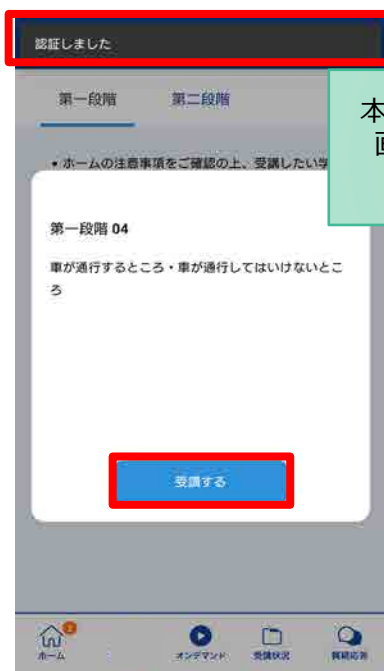 認証しました
本
画
第一段階
第二段階
• ホームの注意事項をご確認の上、受講したい学
第一段階 04
車が通行するところ・車が通行してはいけないとこ
ろ
受講する
2
ホーム
オンデマンド
受講状況
質疑応答